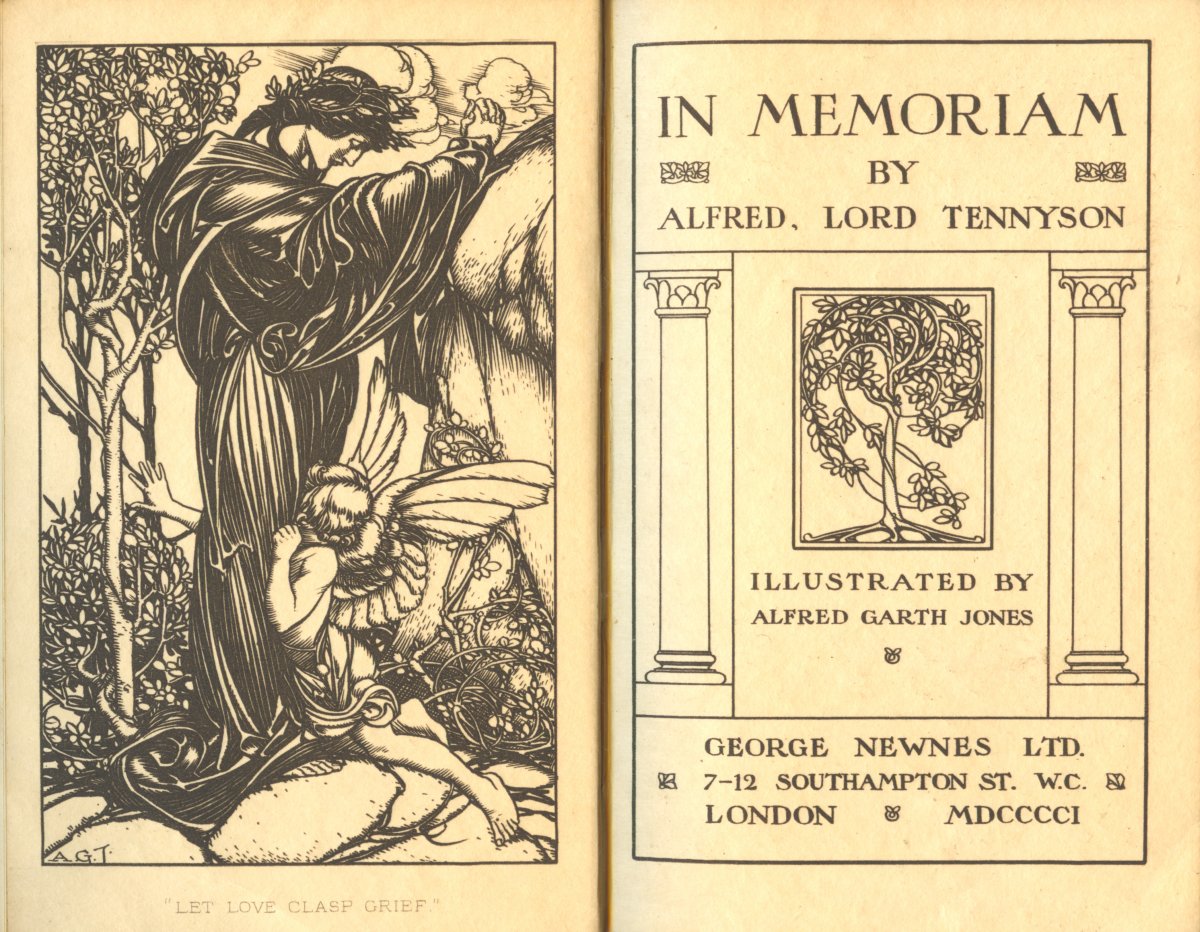 A.G.J.
"LET LOVE CLASP GRIEF."
IN MEMORIAM
BY
ALFRED, LORD TENNYSON
ILLUSTRATED BY
ALFRED GARTH JONES
GEORGE NEWNES LTD.
7-12 SOUTHAMPTON ST. W.C.
LONDON MDCCCCI